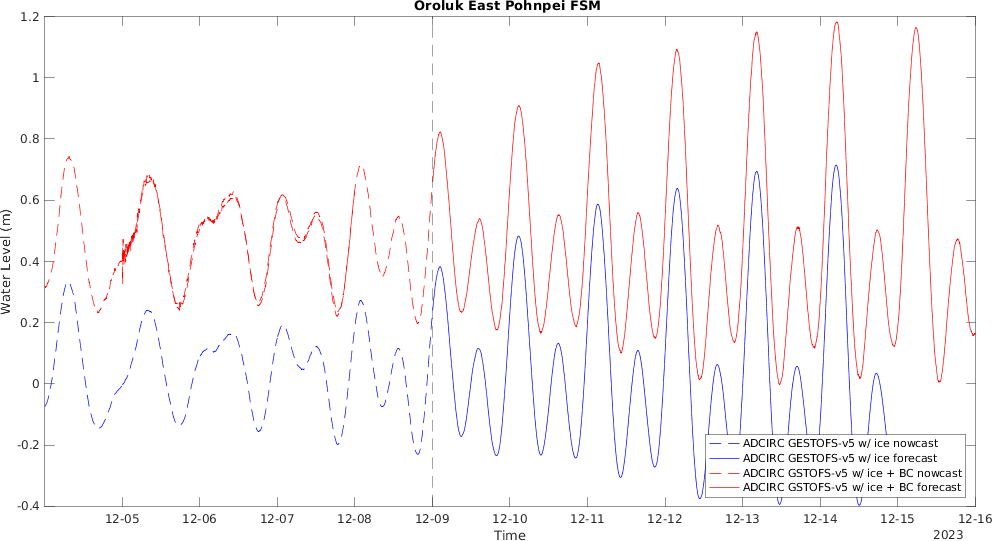 Oroluk East Pohnpei FSM
1.2
1
0.8
0.6
0.4
0.2
0
-0.2
-0.4
Water Level (m)
ADCIRC GESTOFS-v5 w/ ice nowcast
ADCIRC GESTOFS-v5 w/ ice forecast
ADCIRC GSTOFS-v5 w/ ice + BC nowcast
ADCIRC GSTOFS-v5 w/ ice + BC forecast
12-05 12-06 12-07 12-08 12-09 12-10 12-11 12-12 12-13 12-14 12-15 12-16
Time
2023